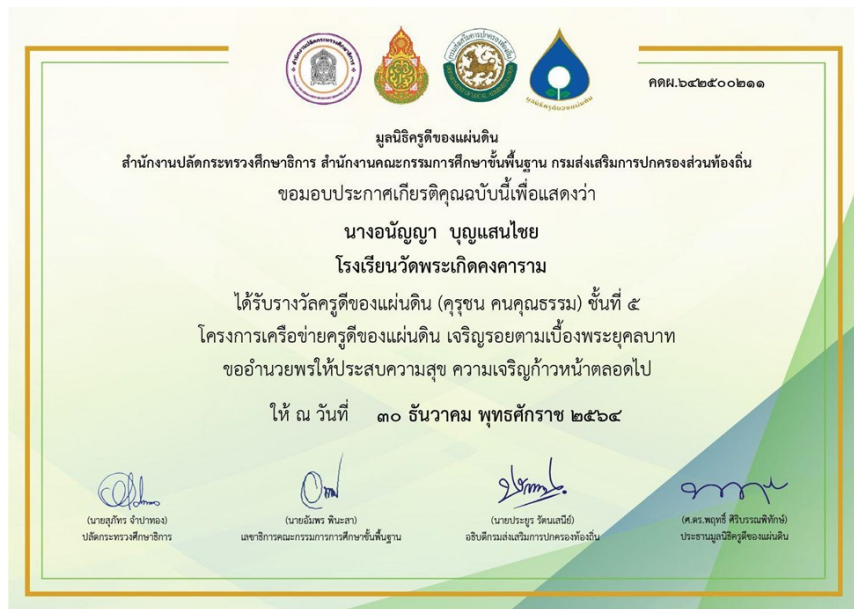 คดผ.๖๔๒๕๐๐๒๑๑
มูลนิธิครูดีของแผ่นดิน
สำนักงานปลัดกระทรวงศึกษาธิการ สำนักงานคณะกรรมการศึกษาขั้นพื้นฐาน กรมส่งเสริมการปกครองส่วนท้องถิ่น
ขอมอบประกาศเกียรติคุณฉบับนี้เพื่อแสดงว่า
นางอนัญญา บุญแสนไชย
โรงเรียนวัดพระเกิดคงคาราม
ได้รับรางวัลครูดีของแผ่นดิน (คุรุชน คนคุณธรรม) ชั้นที่ ๕
โครงการเครือข่ายครูดีของแผ่นดิน เจริญรอยตามเบื้องพระยุคลบาท
ขออำนวยพรให้ประสบความสุข ความเจริญก้าวหน้าตลอดไป
ให้ ณ วันที่ ๓๐ ธันวาคม พุทธศักราช ๒๕๖๔
(นายสุภัทร จำปาทอง) (นายอัมพร พินะสา) (นายประยูร รัตนเสนีย์) (ศ.ดร.พฤทธิ์ ศิริบรรณพิทักษ์)
ปลัดกระทรวงศึกษาธิการ เลขาธิการคณะกรรมการการศึกษาขั้นพื้นฐาน อธิบดีกรมส่งเสริมการปกครองท้องถิ่น ประธานมูลนิธิครูดีของแผ่นดิน